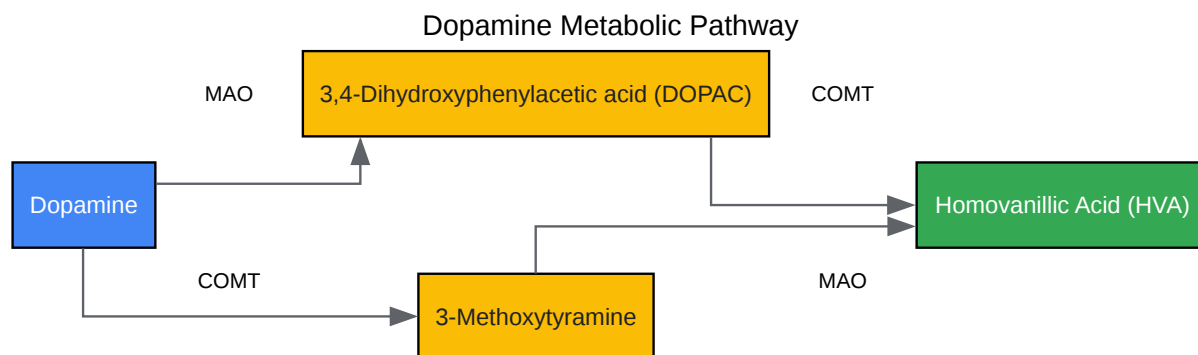 Dopamine Metabolic Pathway
MAO
3,4-Dihydroxyphenylacetic acid (DOPAC)
COMT
Dopamine
Homovanillic Acid (HVA)
COMT
MAO
3-Methoxytyramine